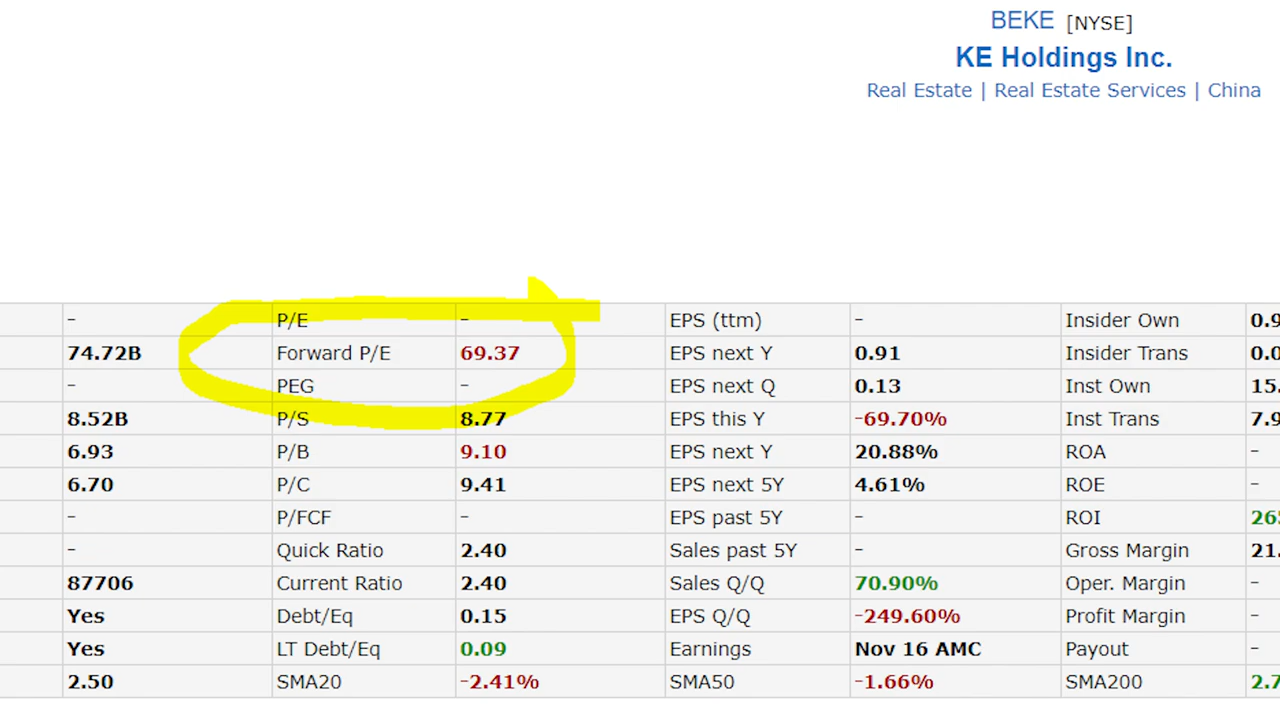 BEKE [NYSE]
KE Holdings Inc.
Real Estate | Real Estate Services | China
- P/E - EPS (ttm) - Insider Own
74.72B Forward P/E 69.37 EPS next Y 0.91 Insider Trans
- PEG - EPS next Q 0.13 Inst Own
8.52B P/S 8.77 EPS this Y -69.70% Inst Trans
6.93 P/B 9.10 EPS next Y 20.88% ROA -
6.70 P/C 9.41 EPS next 5Y 4.61% ROE -
- P/FCF - EPS past 5Y - ROI
- Quick Ratio 2.40 Sales past 5Y - Gross Margin
87706 Current Ratio 2.40 Sales Q/Q 70.90% Oper. Margin -
Yes Debt/Eq 0.15 EPS Q/Q -249.60% Profit Margin -
Yes LT Debt/Eq 0.09 Earnings Nov 16 AMC Payout -
2.50 SMA20 -2.41% SMA50 -1.66% SMA200